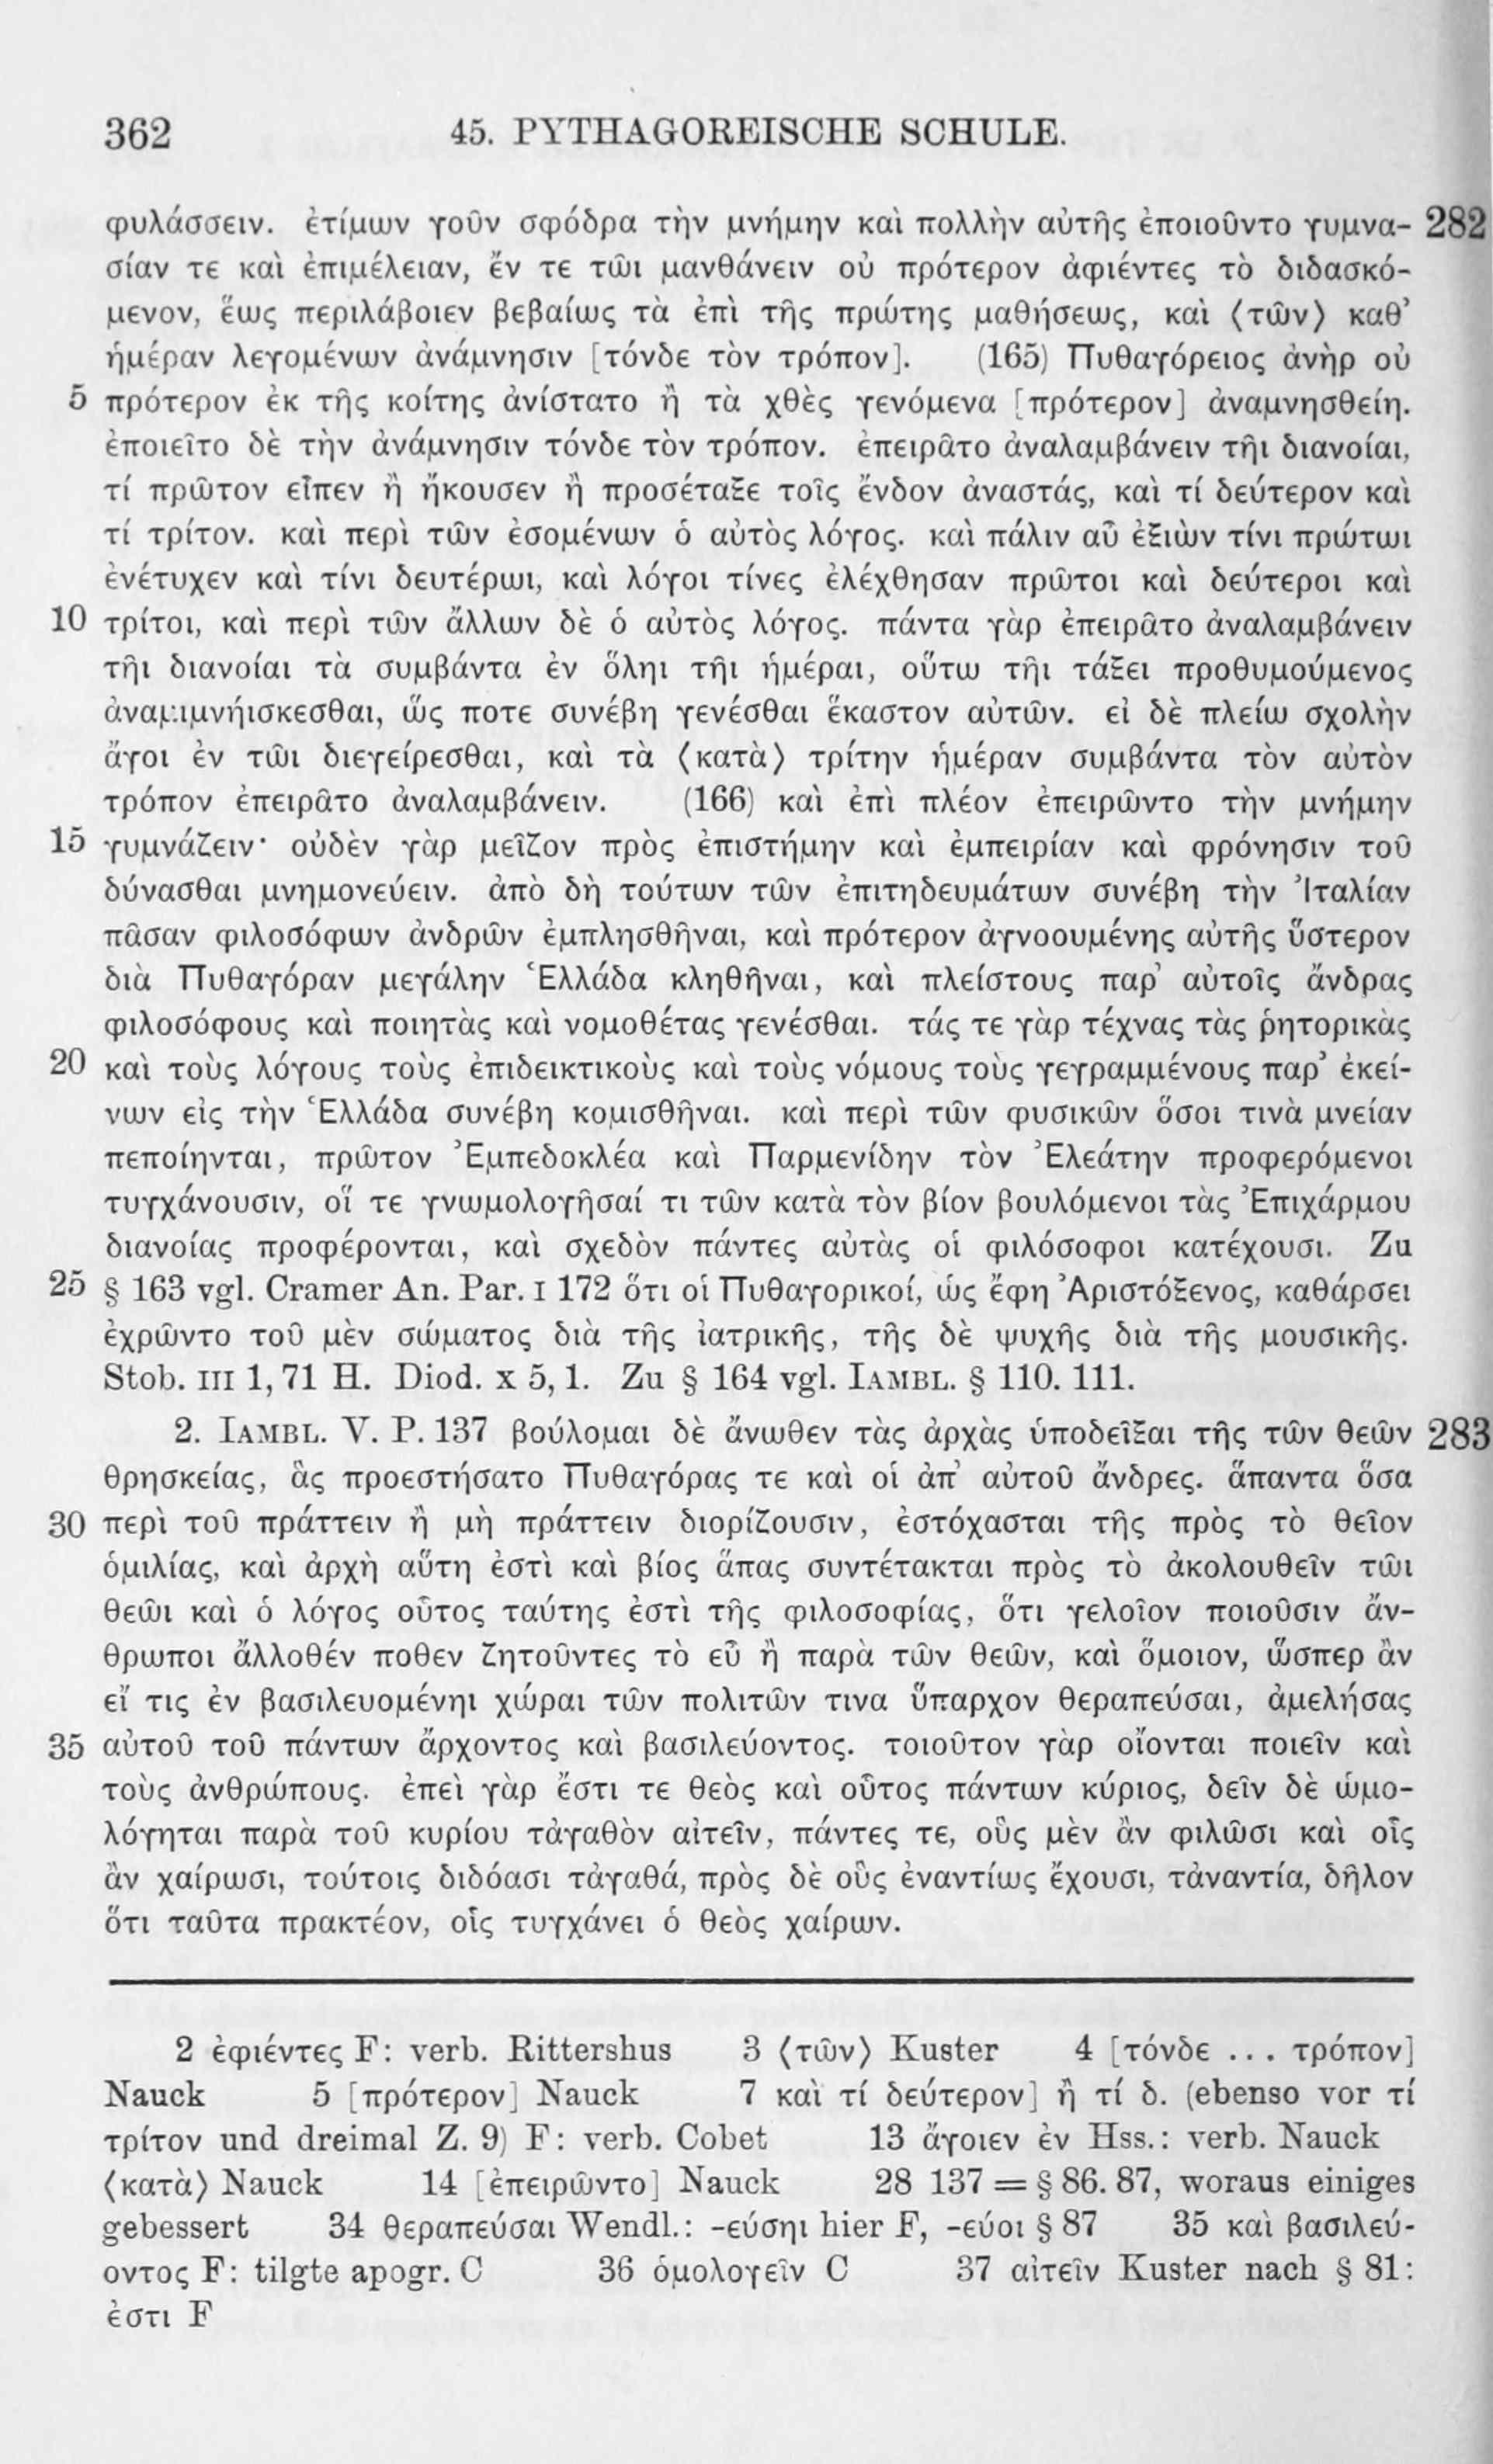 362 45. PYTHAGOREISCHE SCHULE.
φυλάσσειν. ἐτίμων γοῦν σφόδρα τὴν μνήμην καὶ πολλὴν αὐτῆς ἐποιοῦντο γυμνα- 282
σίαν τε καὶ ἐπιμέλειαν, ἔν τε τῶι μανθάνειν οὐ πρότερον ἀφιέντες τὸ διδασκό-
μενον, ἕως περιλάβοιεν βεβαίως τὰ ἐπὶ τῆς πρώτης μαθήσεως, καὶ ⟨τῶν⟩ καθ’
ἡμέραν λεγομένων ἀνάμνησιν [τόνδε τὸν τρόπον]. (165) Πυθαγόρειος ἀνὴρ οὐ
5 πρότερον ἐκ τῆς κοίτης ἀνίστατο ἢ τὰ χθὲς γενόμενα [πρότερον] ἀναμνησθείη.
ἐποιεῖτο δὲ τὴν ἀνάμνησιν τόνδε τὸν τρόπον. ἐπειρᾶτο ἀναλαμβάνειν τῆι διανοίαι,
τί πρῶτον εἶπεν ἢ ἤκουσεν ἢ προσέταξε τοῖς ἔνδον ἀναστάς, καὶ τί δεύτερον καὶ
τί τρίτον. καὶ περὶ τῶν ἐσομένων ὁ αὐτὸς λόγος. καὶ πάλιν αὖ ἐξιὼν τίνι πρώτωι
ἐνέτυχεν καὶ τίνι δευτέρωι, καὶ λόγοι τίνες ἐλέχθησαν πρῶτοι καὶ δεύτεροι καὶ
10 τρίτοι, καὶ περὶ τῶν ἄλλων δὲ ὁ αὐτὸς λόγος. πάντα γὰρ ἐπειρᾶτο ἀναλαμβάνειν
τῆι διανοίαι τὰ συμβάντα ἐν ὅληι τῆι ἡμέραι, οὕτω τῆι τάξει προθυμούμενος
ἀναμιμνήισκεσθαι, ὥς ποτε συνέβη γενέσθαι ἕκαστον αὐτῶν. εἰ δὲ πλείω σχολὴν
ἄγοι ἐν τῶι διεγείρεσθαι, καὶ τὰ ⟨κατὰ⟩ τρίτην ἡμέραν συμβάντα τὸν αὐτὸν
τρόπον ἐπειρᾶτο ἀναλαμβάνειν. (166) καὶ ἐπὶ πλέον ἐπειρῶντο τὴν μνήμην
15 γυμνάζειν· οὐδὲν γὰρ μεῖζον πρὸς ἐπιστήμην καὶ ἐμπειρίαν καὶ φρόνησιν τοῦ
δύνασθαι μνημονεύειν. ἀπὸ δὴ τούτων τῶν ἐπιτηδευμάτων συνέβη τὴν Ἰταλίαν
πᾶσαν φιλοσόφων ἀνδρῶν ἐμπλησθῆναι, καὶ πρότερον ἀγνοουμένης αὐτῆς ὕστερον
διὰ Πυθαγόραν μεγάλην Ἑλλάδα κληθῆναι, καὶ πλείστους παρ’ αὐτοῖς ἄνδρας
φιλοσόφους καὶ ποιητὰς καὶ νομοθέτας γενέσθαι. τάς τε γὰρ τέχνας τὰς ῥητορικὰς
20 καὶ τοὺς λόγους τοὺς ἐπιδεικτικοὺς καὶ τοὺς νόμους τοὺς γεγραμμένους παρ’ ἐκεί-
νων εἰς τὴν Ἑλλάδα συνέβη κομισθῆναι. καὶ περὶ τῶν φυσικῶν ὅσοι τινὰ μνείαν
πεποίηνται, πρῶτον Ἐμπεδοκλέα καὶ Παρμενίδην τὸν Ἐλεάτην προφερόμενοι
τυγχάνουσιν, οἵ τε γνωμολογῆσαί τι τῶν κατὰ τὸν βίον βουλόμενοι τὰς Ἐπιχάρμου
διανοίας προφέρονται, καὶ σχεδὸν πάντες αὐτὰς οἱ φιλόσοφοι κατέχουσι. Zu
25 § 163 vgl. Cramer An. Par. I 172 ὅτι οἱ Πυθαγορικοί, ὡς ἔφη Ἀριστόξενος, καθάρσει
ἐχρῶντο τοῦ μὲν σώματος διὰ τῆς ἰατρικῆς, τῆς δὲ ψυχῆς διὰ τῆς μουσικῆς.
Stob. III 1, 71 H. Diod. X 5, 1. Zu § 164 vgl. IAMBL. § 110. 111.
2. IAMBL. V. P. 137 βούλομαι δὲ ἄνωθεν τὰς ἀρχὰς ὑποδεῖξαι τῆς τῶν θεῶν 283
θρησκείας, ἃς προεστήσατο Πυθαγόρας τε καὶ οἱ ἀπ’ αὐτοῦ ἄνδρες. ἅπαντα ὅσα
30 περὶ τοῦ πράττειν ἢ μὴ πράττειν διορίζουσιν, ἐστόχασται τῆς πρὸς τὸ θεῖον
ὁμιλίας, καὶ ἀρχὴ αὕτη ἐστὶ καὶ βίος ἅπας συντέτακται πρὸς τὸ ἀκολουθεῖν τῶι
θεῶι καὶ ὁ λόγος οὗτος ταύτης ἐστὶ τῆς φιλοσοφίας, ὅτι γελοῖον ποιοῦσιν ἄν-
θρωποι ἄλλοθέν ποθεν ζητοῦντες τὸ εὖ ἢ παρὰ τῶν θεῶν, καὶ ὅμοιον, ὥσπερ ἂν
εἴ τις ἐν βασιλευομένηι χώραι τῶν πολιτῶν τινα ὕπαρχον θεραπεύσαι, ἀμελήσας
35 αὐτοῦ τοῦ πάντων ἄρχοντος καὶ βασιλεύοντος. τοιοῦτον γὰρ οἴονται ποιεῖν καὶ
τοὺς ἀνθρώπους. ἐπεὶ γὰρ ἔστι τε θεὸς καὶ οὗτος πάντων κύριος, δεῖν δὲ ὡμο-
λόγηται παρὰ τοῦ κυρίου τἀγαθὸν αἰτεῖν, πάντες τε, οὓς μὲν ἂν φιλῶσι καὶ οἷς
ἂν χαίρωσι, τούτοις διδόασι τἀγαθά, πρὸς δὲ οὓς ἐναντίως ἔχουσι, τἀναντία, δῆλον
ὅτι ταῦτα πρακτέον, οἷς τυγχάνει ὁ θεὸς χαίρων.
2 ἐφιέντες F: verb. Rittershus 3 ⟨τῶν⟩ Kuster 4 [τόνδε ... τρόπον]
Nauck 5 [πρότερον] Nauck 7 καὶ τί δεύτερον] ἢ τί δ. (ebenso vor τί
τρίτον und dreimal Z. 9) F: verb. Cobet 13 ἄγοιεν ἐν Hss.: verb. Nauck
⟨κατὰ⟩ Nauck 14 [ἐπειρῶντο] Nauck 28 137 = § 86. 87, woraus einiges
gebessert 34 θεραπεύσαι Wendl.: -εύσηι hier F, -εύοι § 87 35 καὶ βασιλεύ-
οντος F: tilgte apogr. C 36 ὁμολογεῖν C 37 αἰτεῖν Kuster nach § 81:
ἐστι F